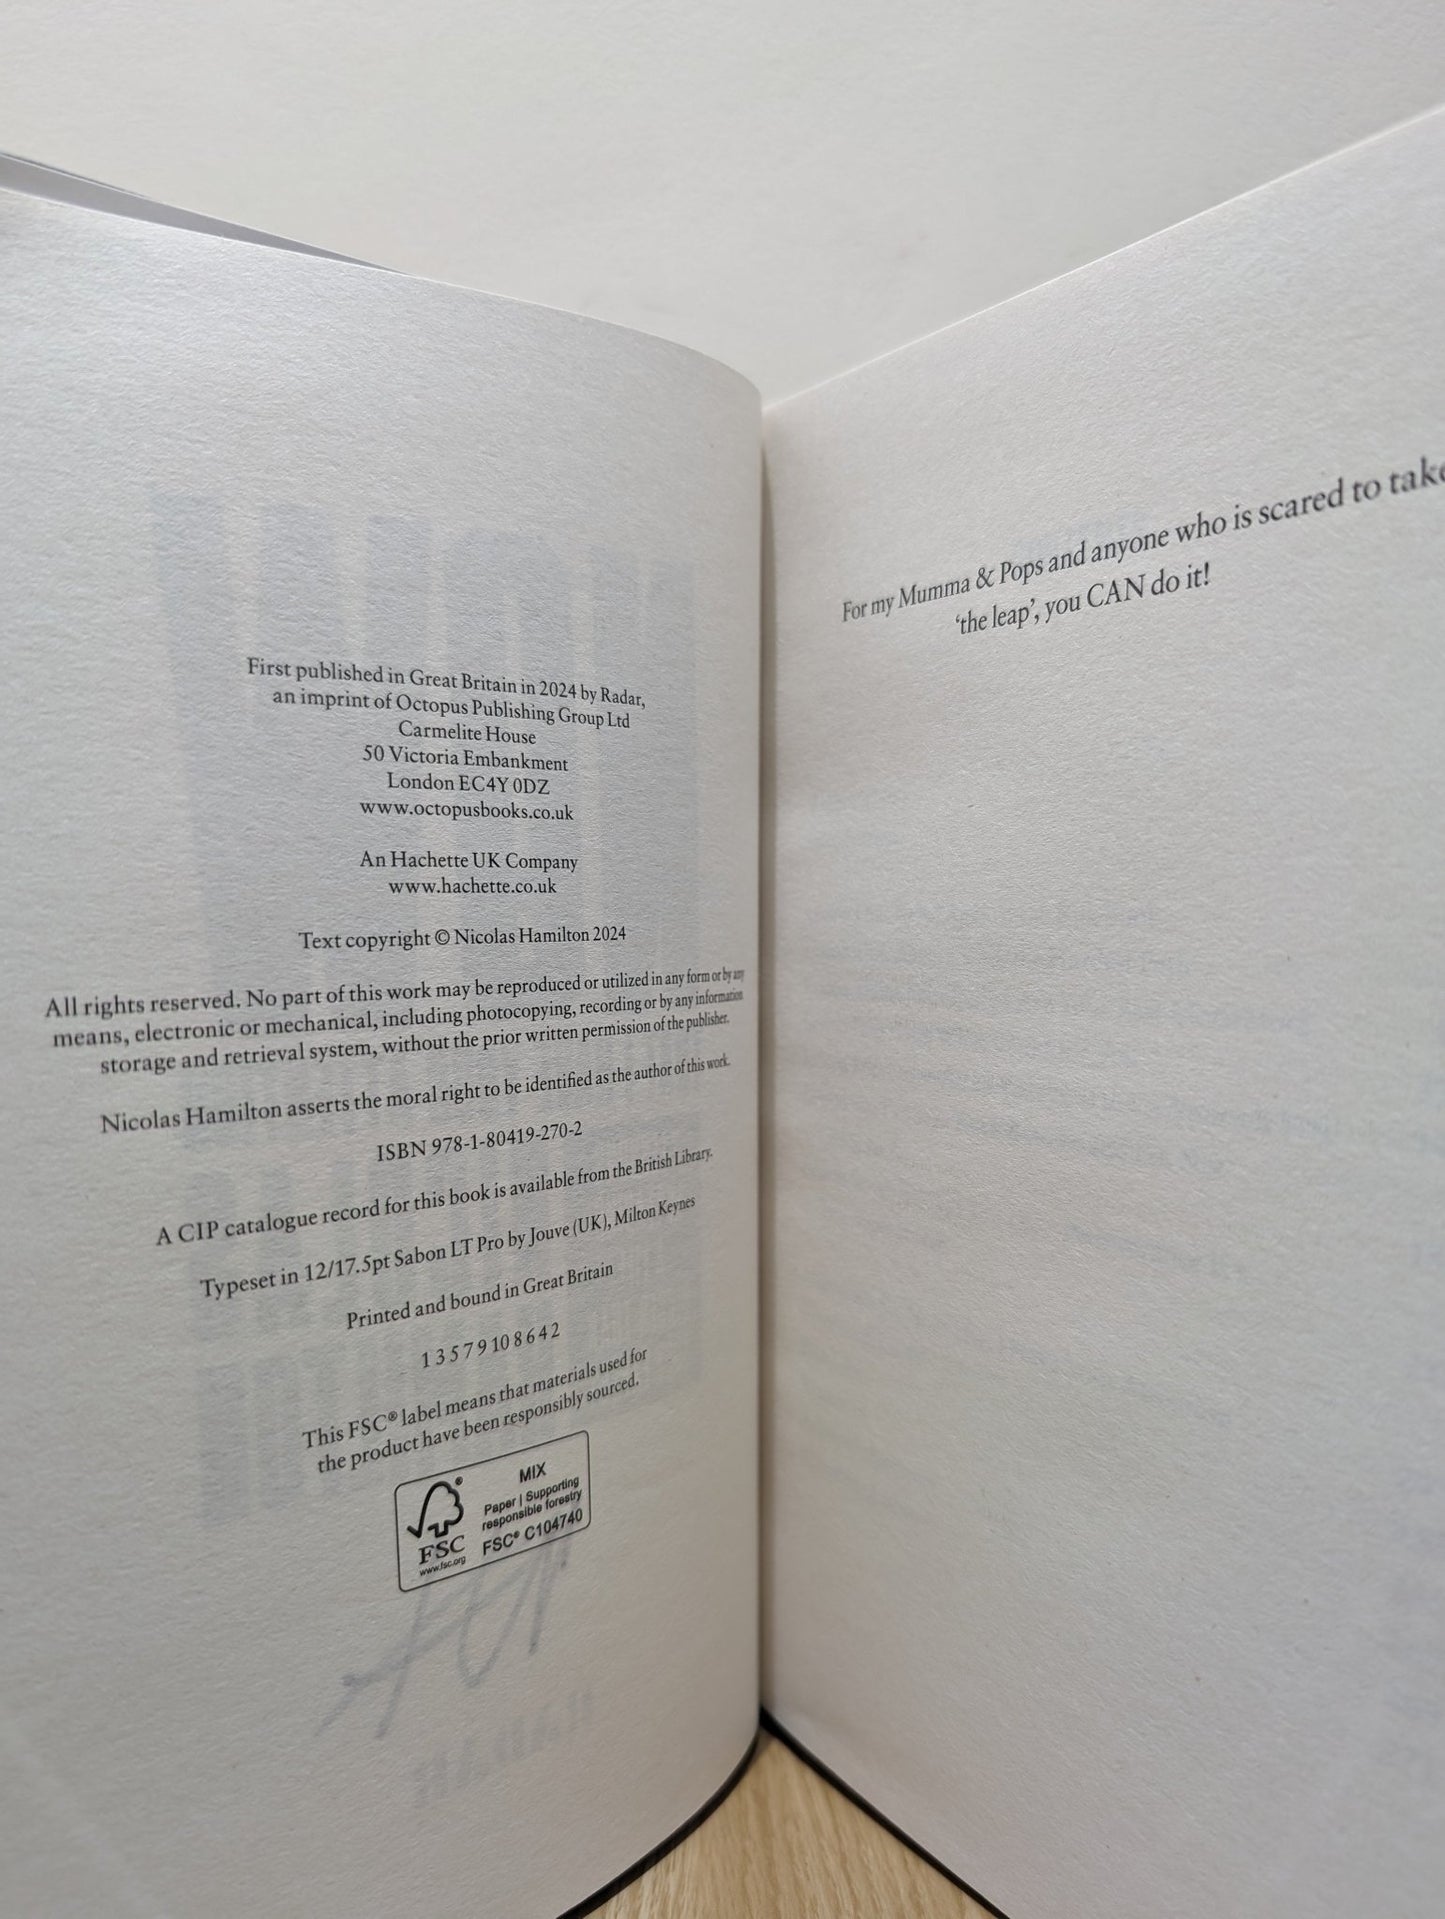 First published in Great Britain in 2024 by Radar,
an imprint of Octopus Publishing Group Ltd
Carmelite House
50 Victoria Embankment
London EC4Y 0DZ
www.octopusbooks.co.uk
An Hachette UK Company
www.hachette.co.uk
Text copyright © Nicolas Hamilton 2024
All rights reserved. No part of this work may be reproduced or utilized in any form or by any
means, electronic or mechanical, including photocopying, recording or by any information
storage and retrieval system, without the prior written permission of the publisher.
Nicolas Hamilton asserts the moral right to be identified as the author of this work.
ISBN 978-1-80419-270-2
A CIP catalogue record for this book is available from the British Library.
Typeset in 12/17.5pt Sabon LT Pro by Jouve (UK), Milton Keynes
Printed and bound in Great Britain
1 3 5 7 9 10 8 6 4 2
This FSC® label means that materials used for
the product have been responsibly sourced.
®
FSC
www.fsc.org
MIX
Paper | Supporting
responsible forestry
FSC® C104740
For my Mumma & Pops and anyone who is scared to take
‘the leap’, you CAN do it!